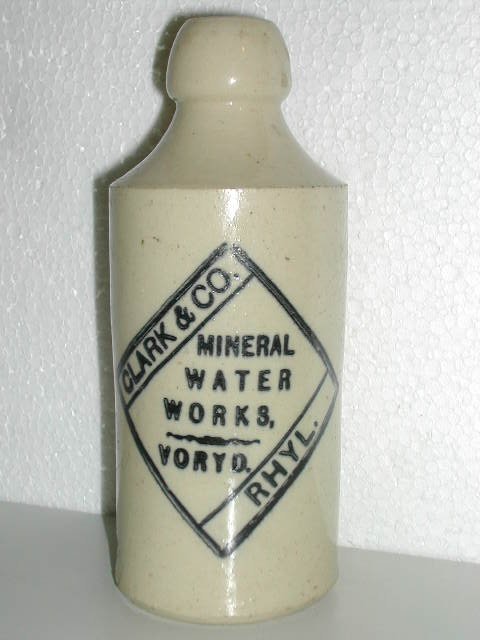 CLARK & CO.
MINERAL
WATER
WORKS,
VORYD.
RHYL.